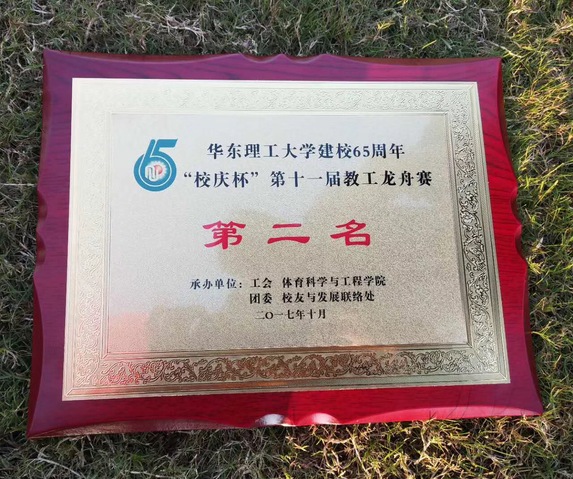 65
华东理工大学建校65周年
“校庆杯”第十一届教工龙舟赛
第二名
承办单位：工会 体育科学与工程学院
团委 校友与发展联络处
二〇一七年十月